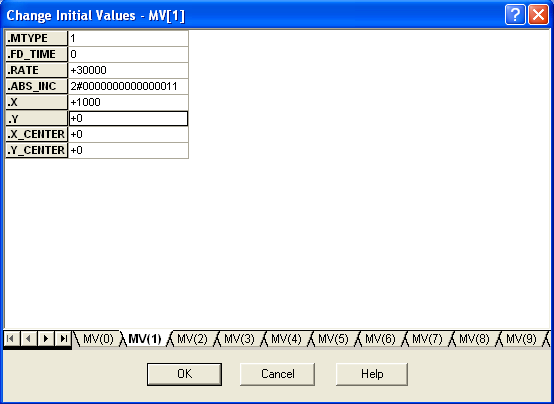 Change Initial Values - MV[1]
.MTYPE 1
.FD_TIME 0
.RATE +30000
.ABS_INC 2#0000000000000011
.X +1000
.Y +0
.X_CENTER +0
.Y_CENTER +0
MV(0) MV(1) MV(2) MV(3) MV(4) MV(5) MV(6) MV(7) MV(8) MV(9)
OK Cancel Help